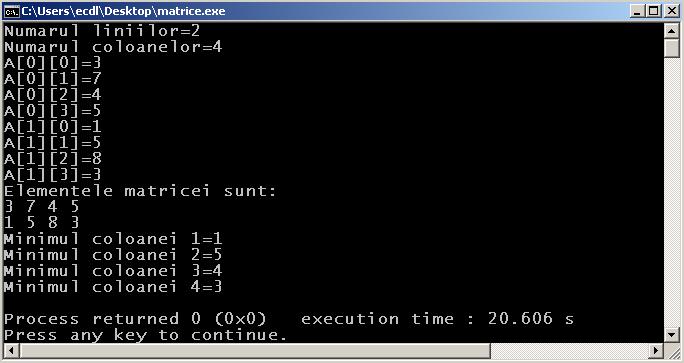 C:\Users\ecdl\Desktop\matrice.exe
Numarul liniilor=2
Numarul coloanelor=4
A[0][0]=3
A[0][1]=7
A[0][2]=4
A[0][3]=5
A[1][0]=1
A[1][1]=5
A[1][2]=8
A[1][3]=3
Elementele matricei sunt:
3 7 4 5
1 5 8 3
Minimul coloanei 1=1
Minimul coloanei 2=5
Minimul coloanei 3=4
Minimul coloanei 4=3
Process returned 0 (0x0)   execution time : 20.606 s
Press any key to continue.